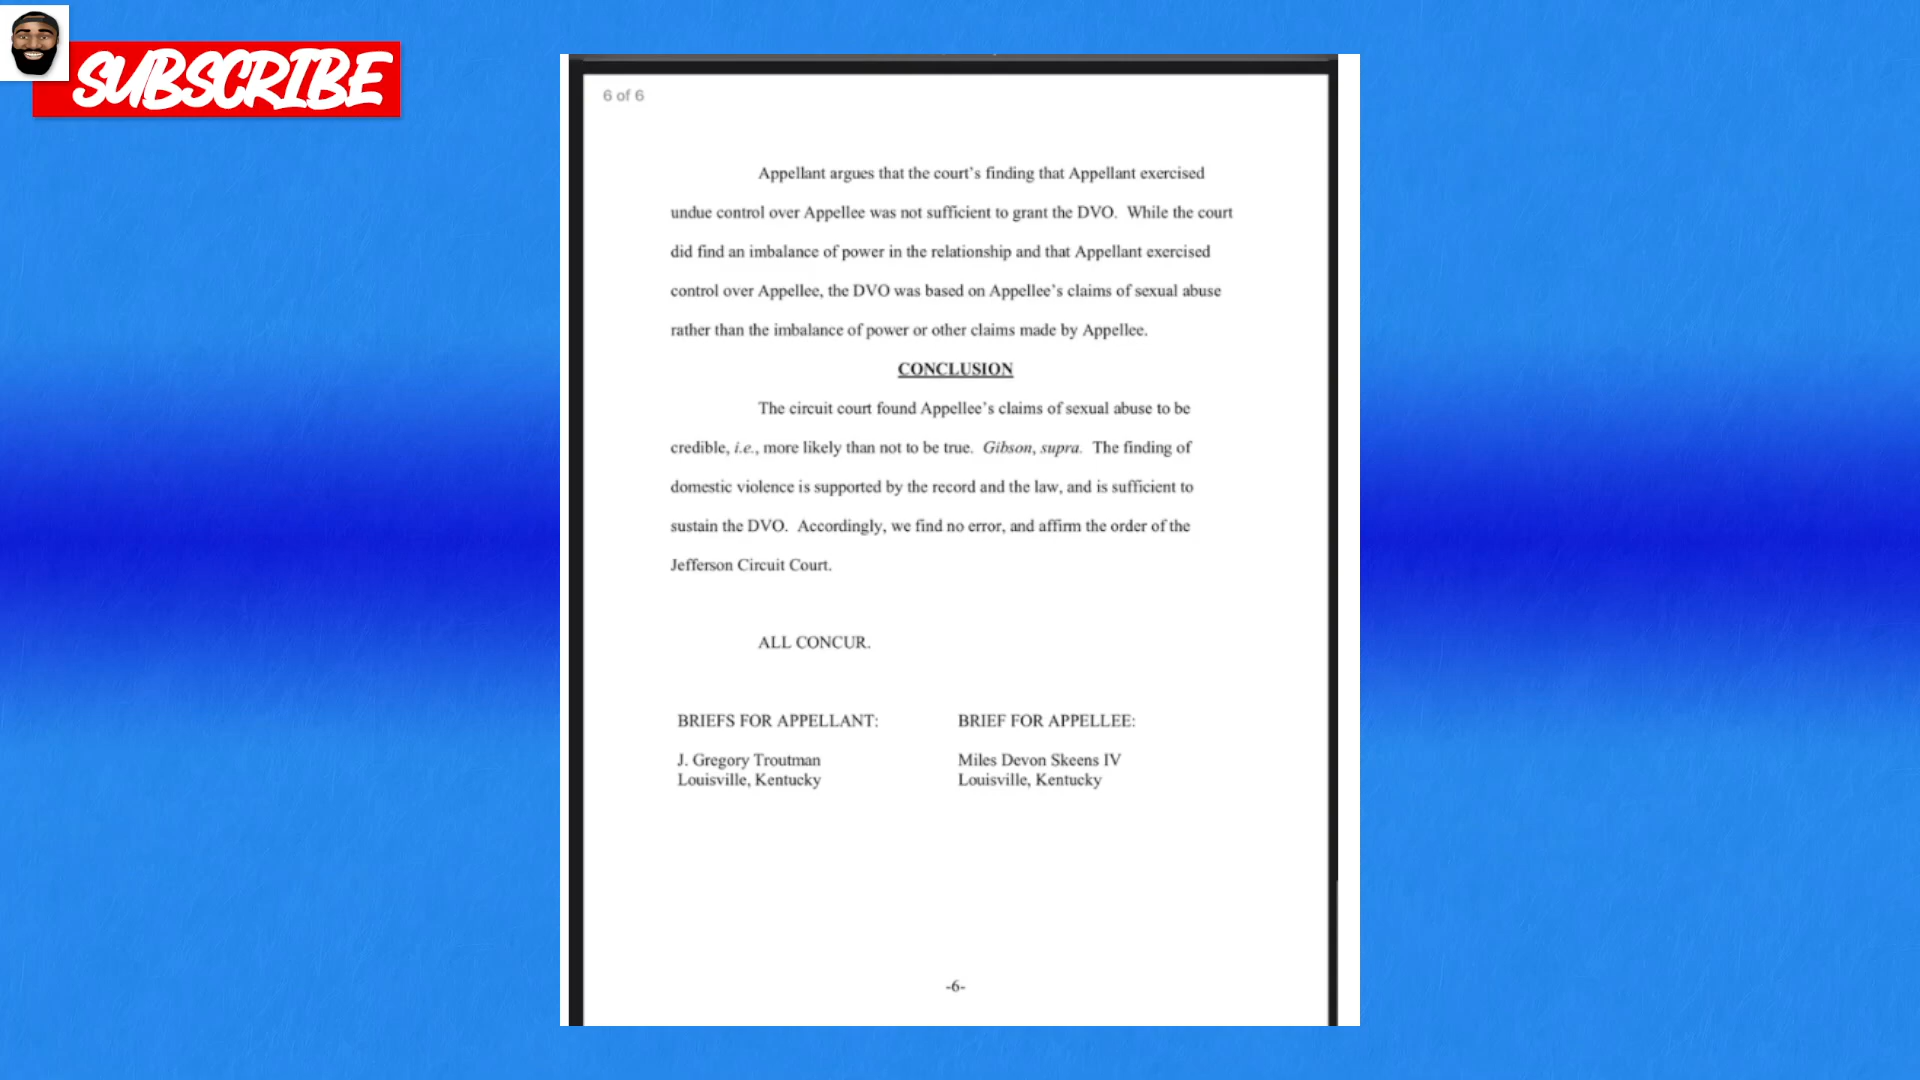 SUBSCRIBE
6 of 6
Appellant argues that the court's finding that Appellant exercised
undue control over Appellee was not sufficient to grant the DVO. While the court
did find an imbalance of power in the relationship and that Appellant exercised
control over Appellee, the DVO was based on Appellee's claims of sexual abuse
rather than the imbalance of power or other claims made by Appellee.
CONCLUSION
The circuit court found Appellee's claims of sexual abuse to be
credible, i.e., more likely than not to be true. Gibson, supra. The finding of
domestic violence is supported by the record and the law, and is sufficient to
sustain the DVO. Accordingly, we find no error, and affirm the order of the
Jefferson Circuit Court.
ALL CONCUR.
BRIEFS FOR APPELLANT:
J. Gregory Troutman
Louisville, Kentucky
BRIEF FOR APPELLEE:
Miles Devon Skeens IV
Louisville, Kentucky
-6-